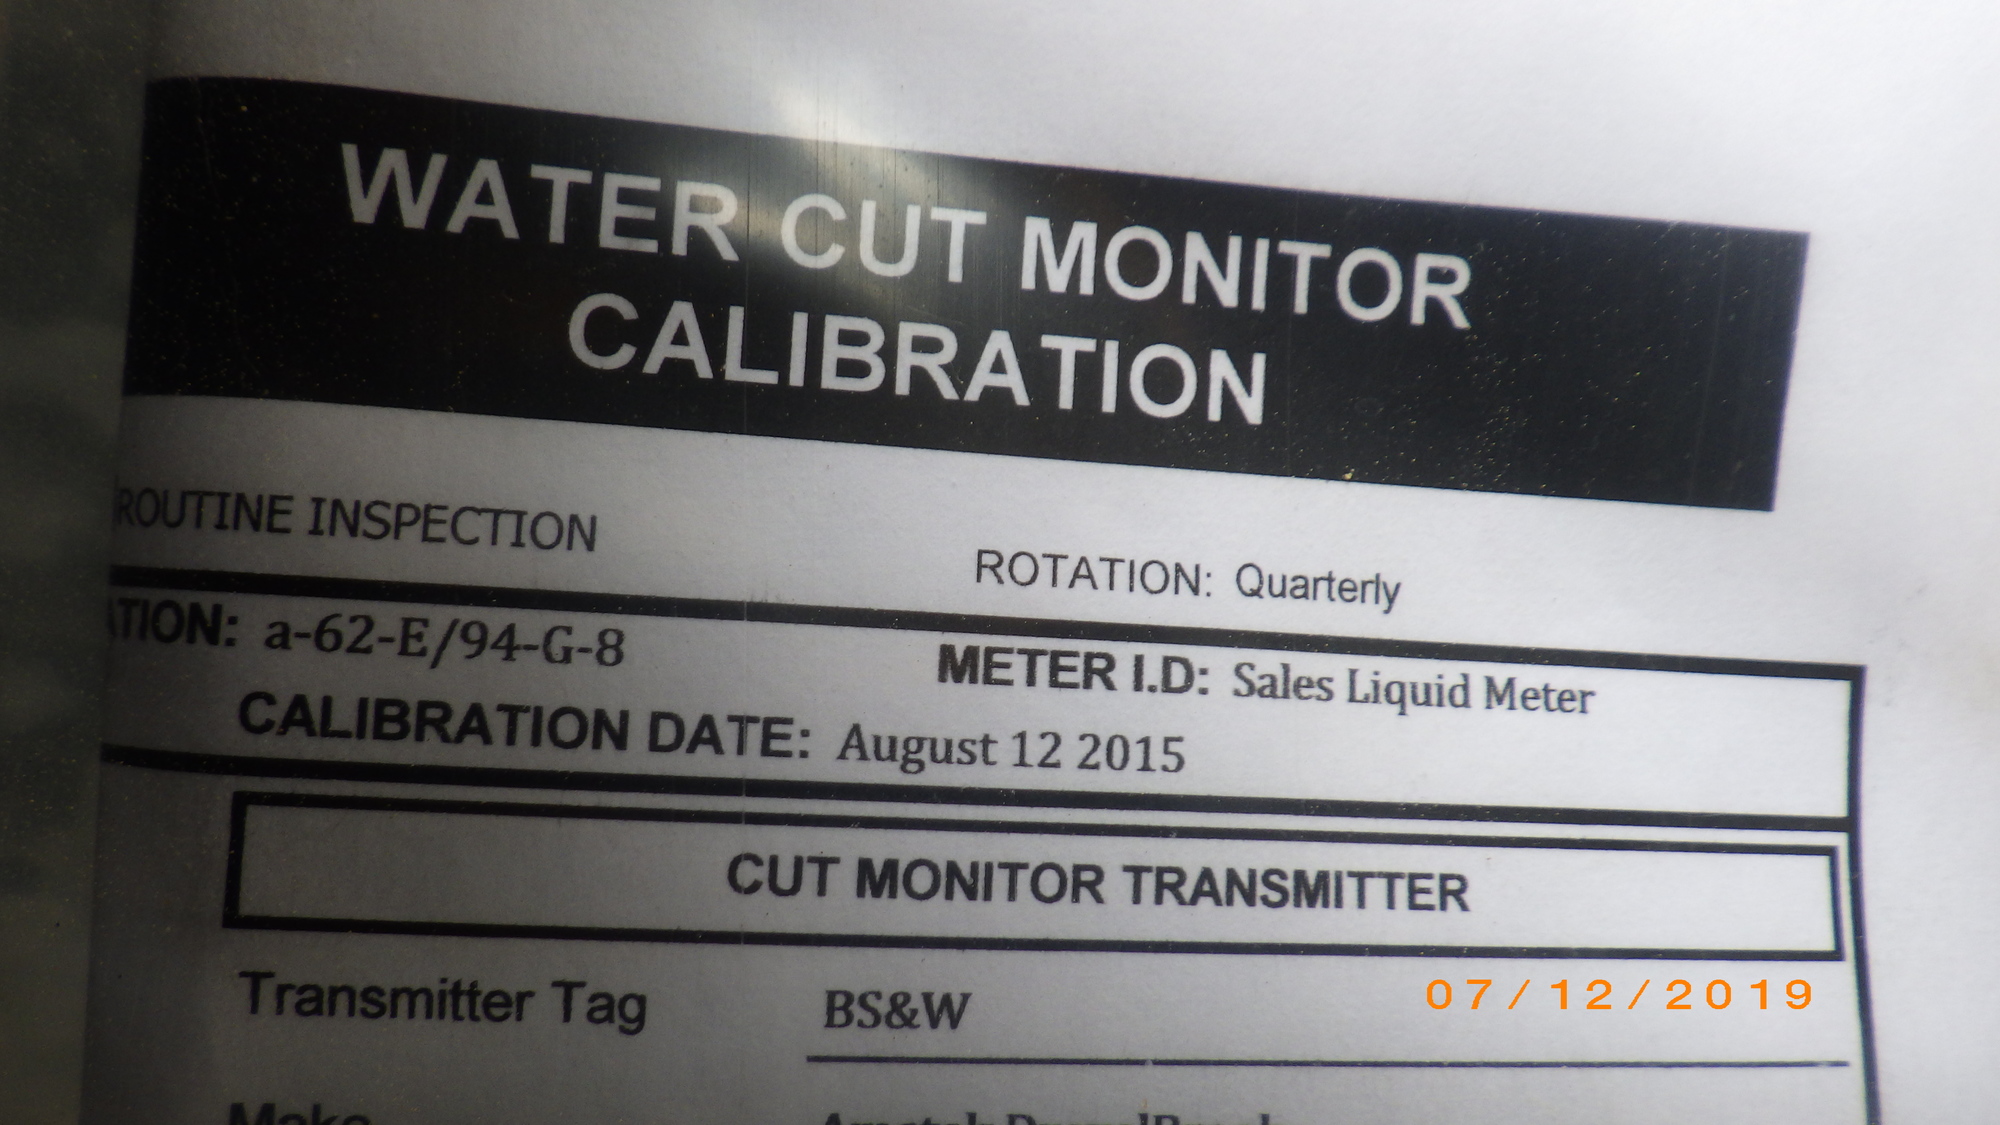 WATER CUT MONITOR
CALIBRATION
ROUTINE INSPECTION
ROTATION: Quarterly
a-62-E/94-G-8
METER I.D: Sales Liquid Meter
CALIBRATION DATE: August 12 2015
CUT MONITOR TRANSMITTER
Transmitter Tag BS&W
07/12/2019
Make